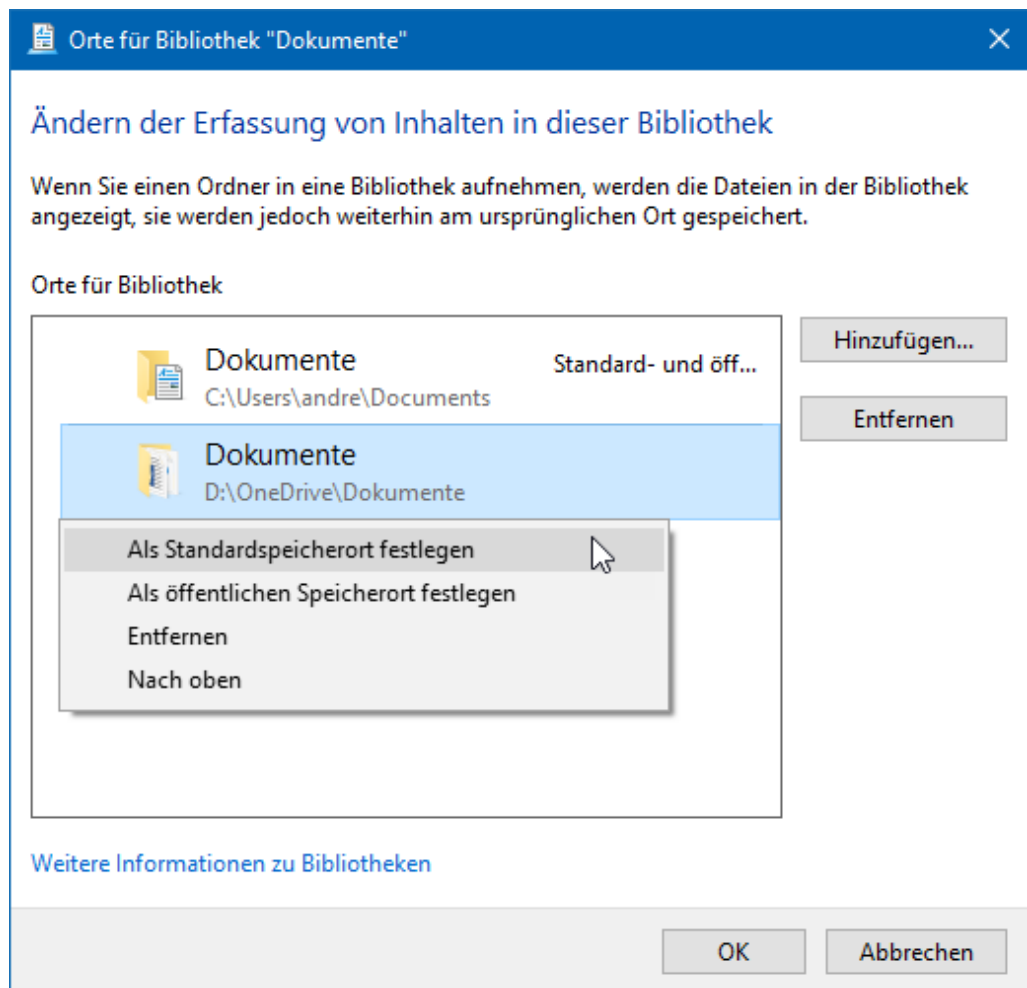 Orte für Bibliothek "Dokumente"
Ändern der Erfassung von Inhalten in dieser Bibliothek
Wenn Sie einen Ordner in eine Bibliothek aufnehmen, werden die Dateien in der Bibliothek
angezeigt, sie werden jedoch weiterhin am ursprünglichen Ort gespeichert.
Orte für Bibliothek
Dokumente Standard- und öff...
C:\Users\andre\Documents
Dokumente
D:\OneDrive\Dokumente
Als Standardspeicherort festlegen
Als öffentlichen Speicherort festlegen
Entfernen
Nach oben
Hinzufügen...
Entfernen
Weitere Informationen zu Bibliotheken
OK Abbrechen